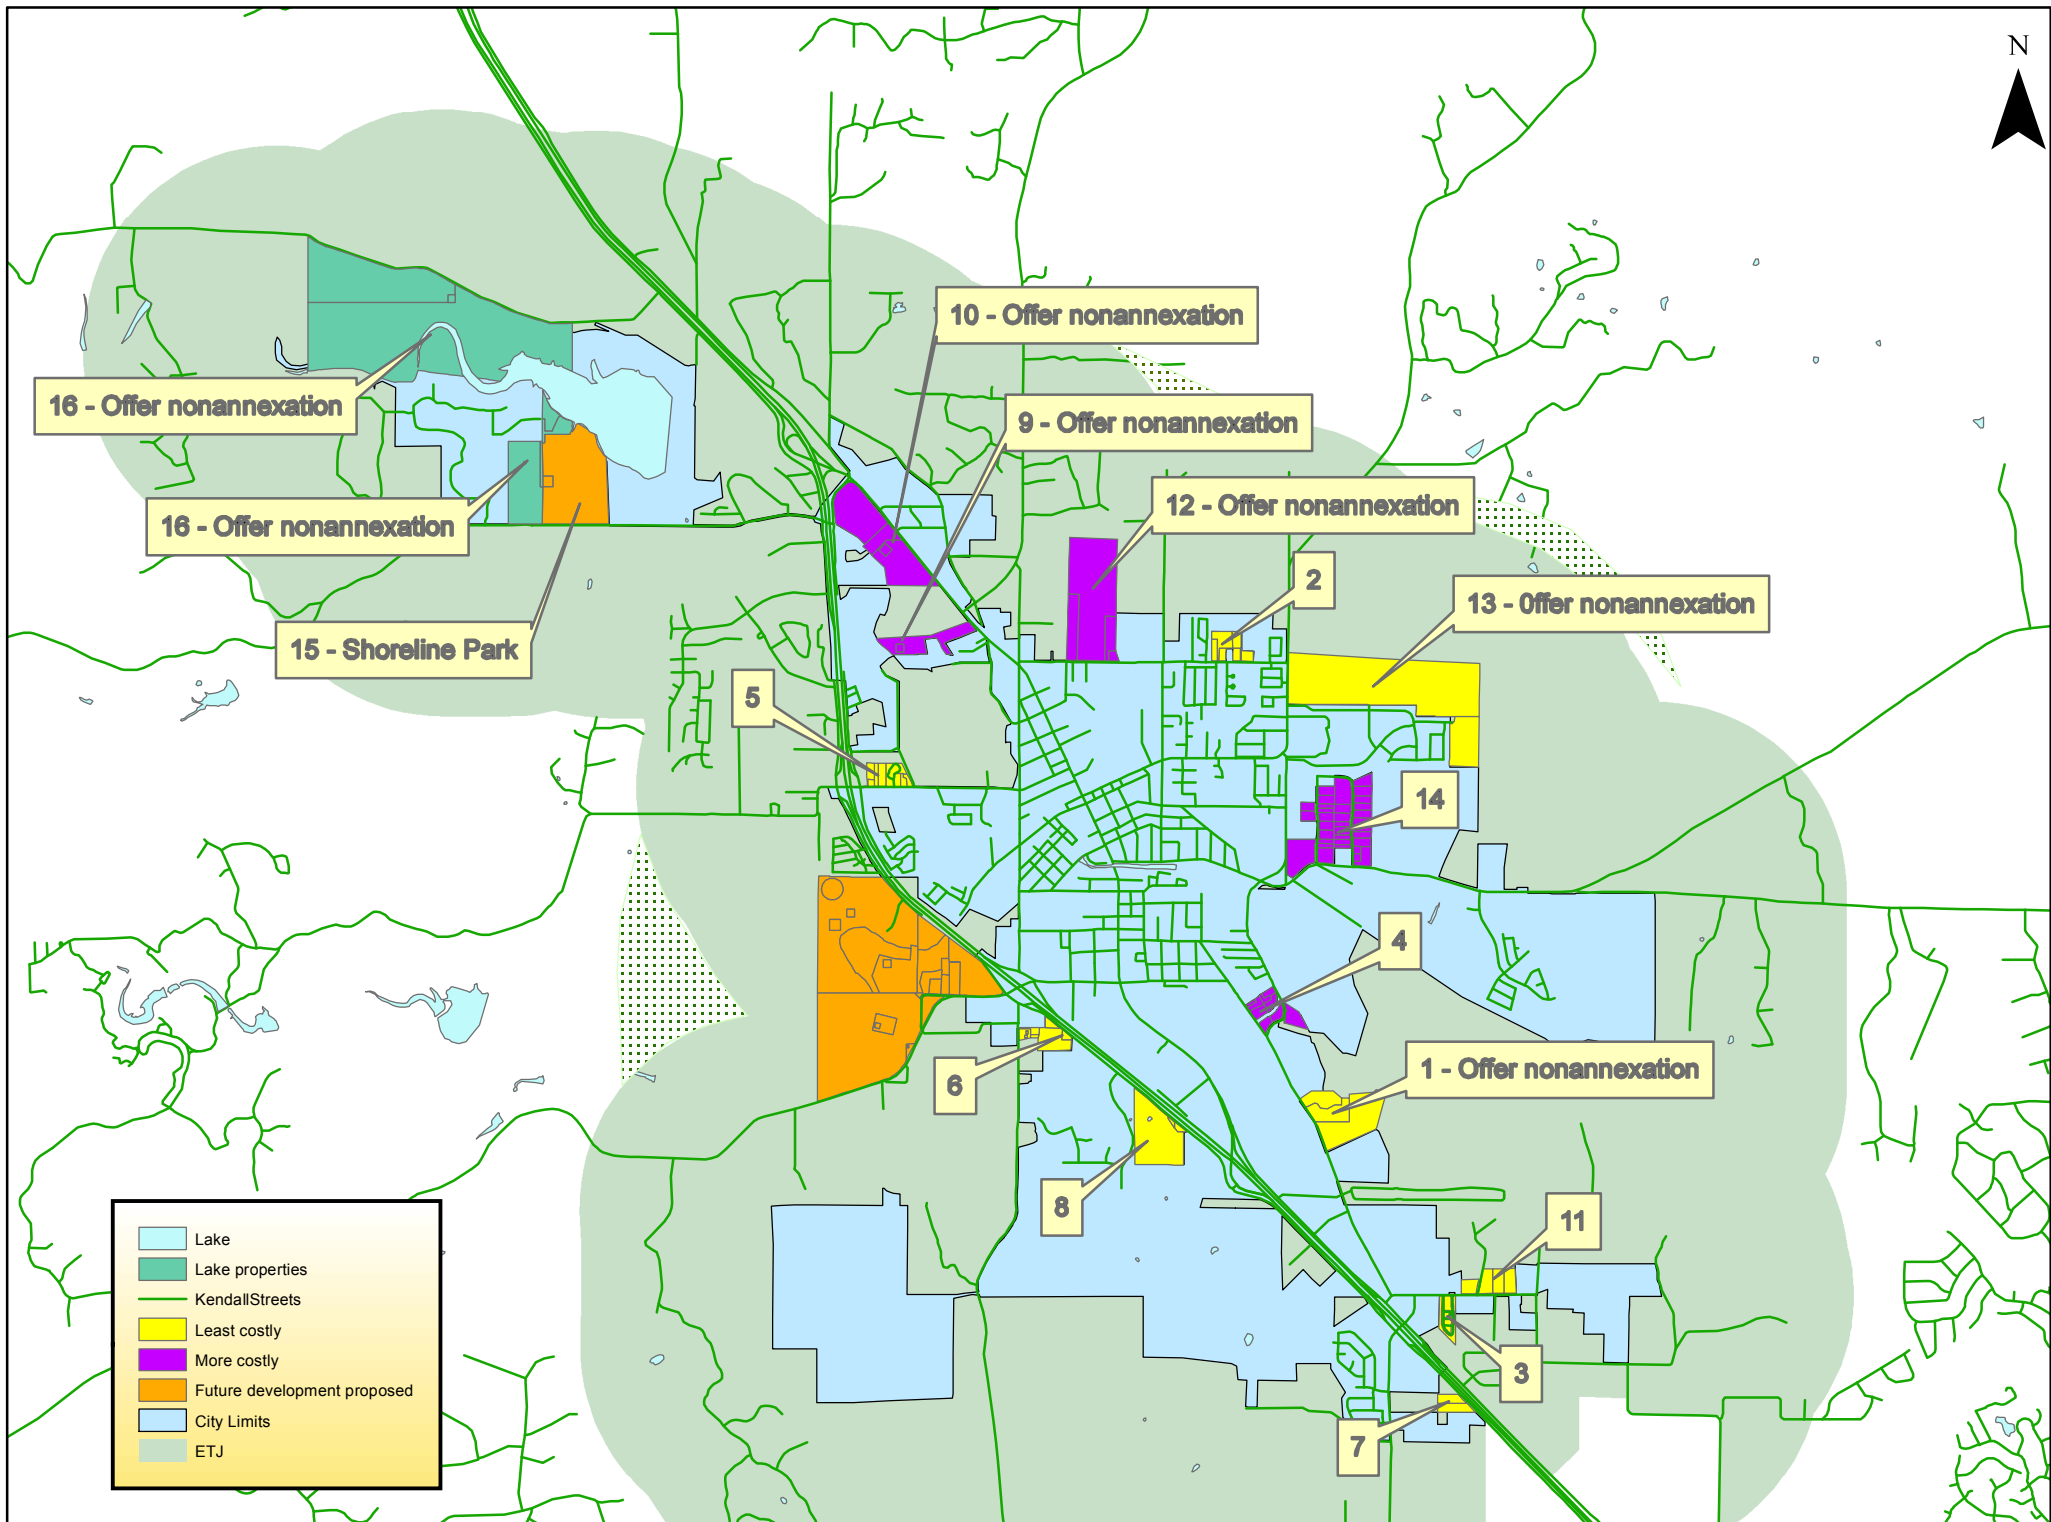 N
10 - Offer nonannexation
16 - Offer nonannexation
9 - Offer nonannexation
12 - Offer nonannexation
16 - Offer nonannexation
2
13 - 0ffer nonannexation
15 - Shoreline Park
5
14
4
1 - Offer nonannexation
6
8
11
3
7
Lake
Lake properties
KendallStreets
Least costly
More costly
Future development proposed
City Limits
ETJ